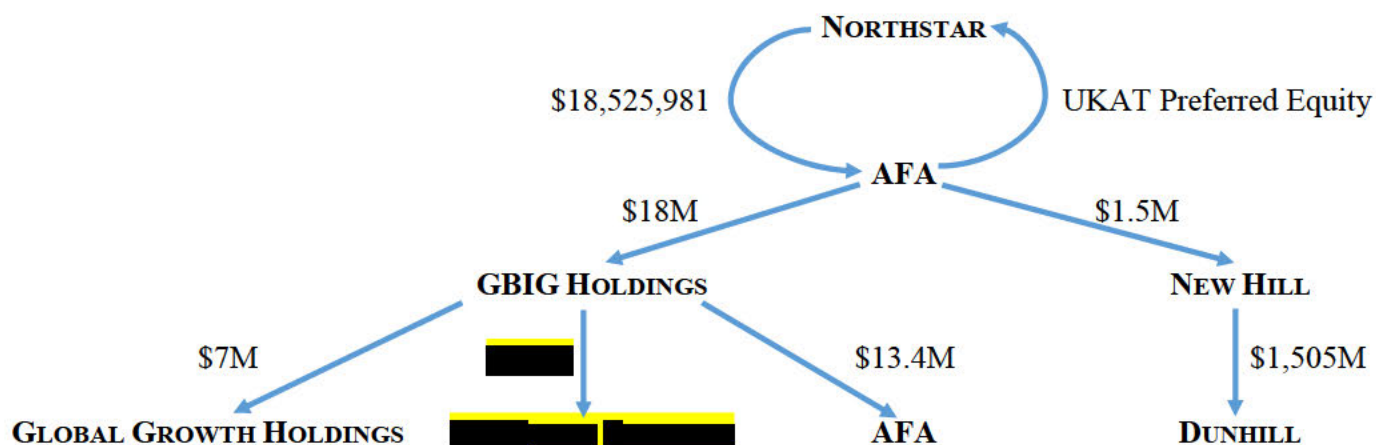 NORTHSTAR
$18,525,981
UKAT Preferred Equity
AFA
$18M
$1.5M
GBIG HOLDINGS
NEW HILL
$7M
$13.4M
$1,505M
GLOBAL GROWTH HOLDINGS
AFA
DUNHILL